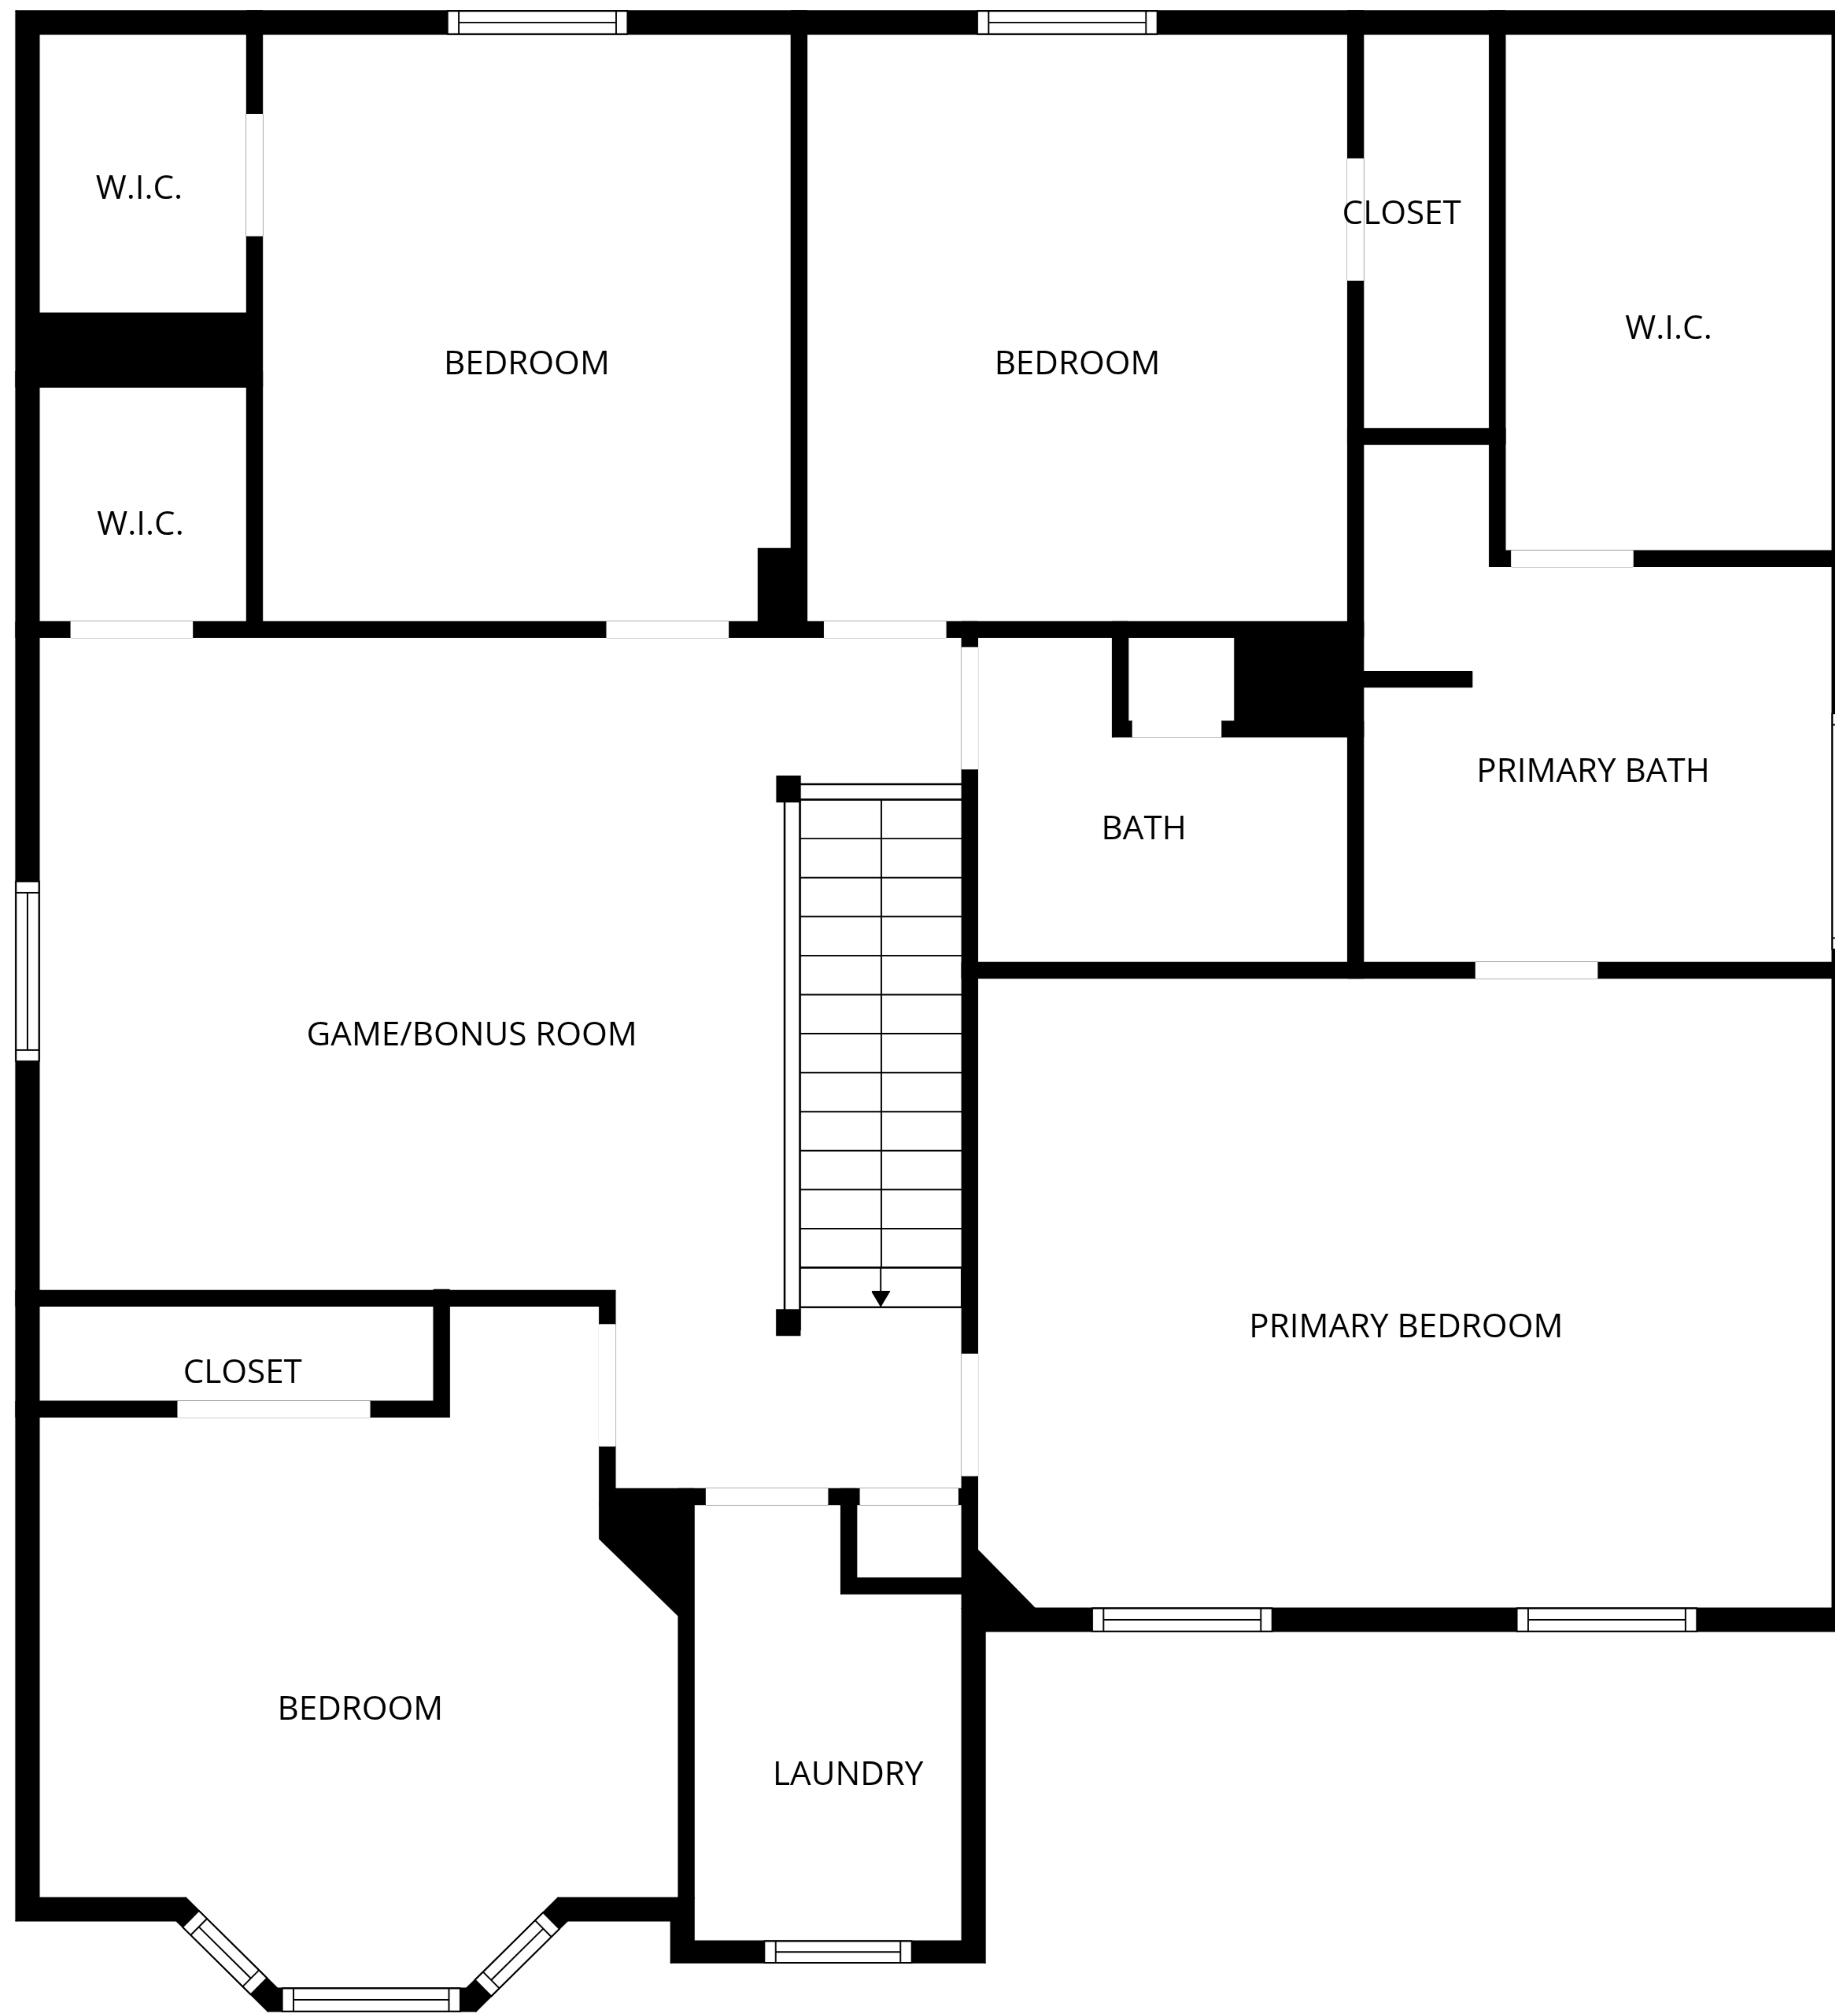 W.I.C.
CLOSET
W.I.C.
BEDROOM
BEDROOM
W.I.C.
PRIMARY BATH
BATH
GAME/BONUS ROOM
PRIMARY BEDROOM
CLOSET
BEDROOM
LAUNDRY